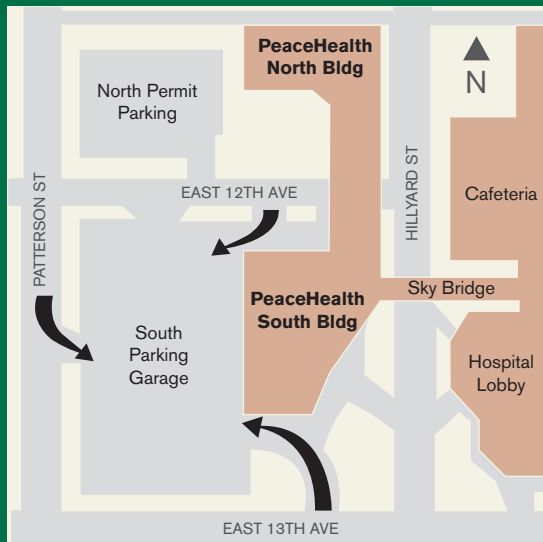 PeaceHealth
North Bldg
N
North Permit
Parking
EAST 12TH AVE
PATTERSON ST
HILLYARD ST
Cafeteria
Sky Bridge
PeaceHealth
South Bldg
South
Parking
Garage
Hospital
Lobby
EAST 13TH AVE